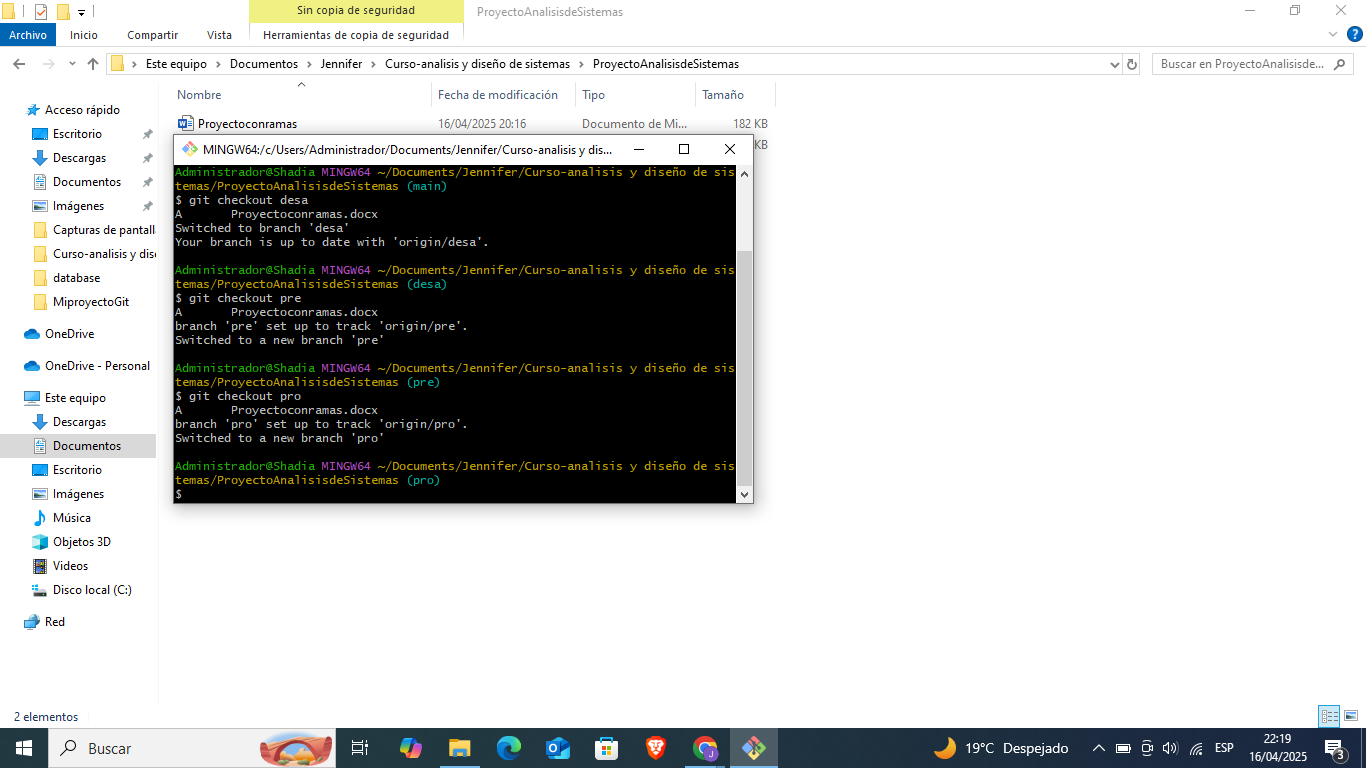 Sin copia de seguridad
ProyectoAnalisisdeSistemas
Archivo
Inicio
Compartir
Vista
Herramientas de copia de seguridad
Este equipo > Documentos > Jennifer > Curso-analisis y diseño de sistemas > ProyectoAnalisisdeSistemas
Buscar en ProyectoAnalisisde...
Nombre
Fecha de modificación
Tipo
Tamaño
Proyectoconramas
16/04/2025 20:16
Documento de Mi...
182 KB
KB
Acceso rápido
Escritorio
Descargas
Documentos
Imágenes
Capturas de pantall
Curso-analisis y dise
database
MiproyectoGit
OneDrive
OneDrive - Personal
Este equipo
Descargas
Documentos
Escritorio
Imágenes
Música
Objetos 3D
Videos
Disco local (C:)
Red
MINGW64:/c/Users/Administrador/Documents/Jennifer/Curso-analisis y dis...
Administrador@Shadia MINGW64 ~/Documents/Jennifer/Curso-analisis y diseño de sis
temas/ProyectoAnalisisdeSistemas (main)
$ git checkout desa
A       Proyectoconramas.docx
Switched to branch 'desa'
Your branch is up to date with 'origin/desa'.
Administrador@Shadia MINGW64 ~/Documents/Jennifer/Curso-analisis y diseño de sis
temas/ProyectoAnalisisdeSistemas (desa)
$ git checkout pre
A       Proyectoconramas.docx
branch 'pre' set up to track 'origin/pre'.
Switched to a new branch 'pre'
Administrador@Shadia MINGW64 ~/Documents/Jennifer/Curso-analisis y diseño de sis
temas/ProyectoAnalisisdeSistemas (pre)
$ git checkout pro
A       Proyectoconramas.docx
branch 'pro' set up to track 'origin/pro'.
Switched to a new branch 'pro'
Administrador@Shadia MINGW64 ~/Documents/Jennifer/Curso-analisis y diseño de sis
temas/ProyectoAnalisisdeSistemas (pro)
$
2 elementos
Buscar
19°C Despejado
ESP
22:19
16/04/2025
3